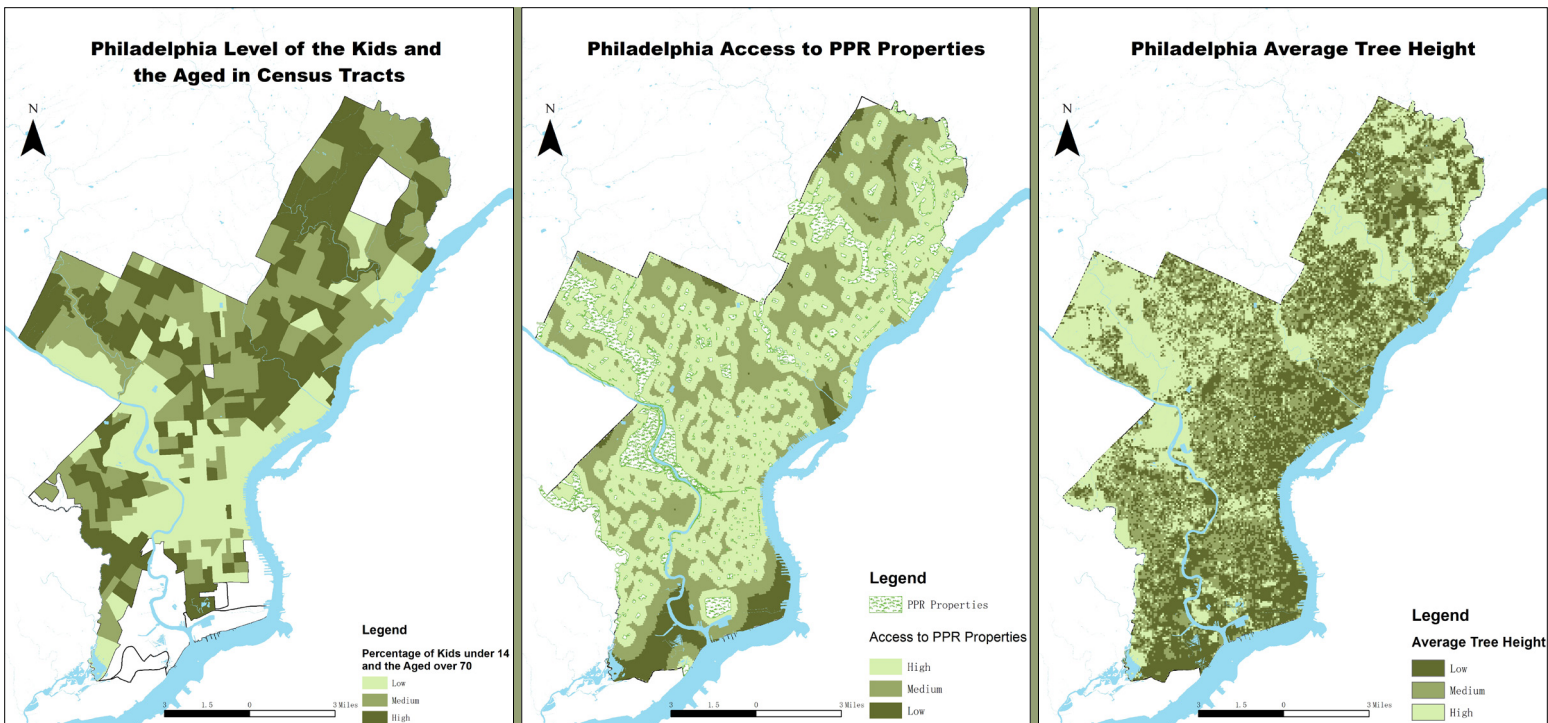 Philadelphia Level of the Kids and
the Aged in Census Tracts
N
Legend
Percentage of Kids under 14
and the Aged over 70
Low
Medium
High
3 1.5 0 3 Miles
Philadelphia Access to PPR Properties
N
Legend
PPR Properties
Access to PPR Properties
High
Medium
Low
3 1.5 0 3 Miles
Philadelphia Average Tree Height
N
Legend
Average Tree Height
Low
Medium
High
3 1.5 0 3 Miles